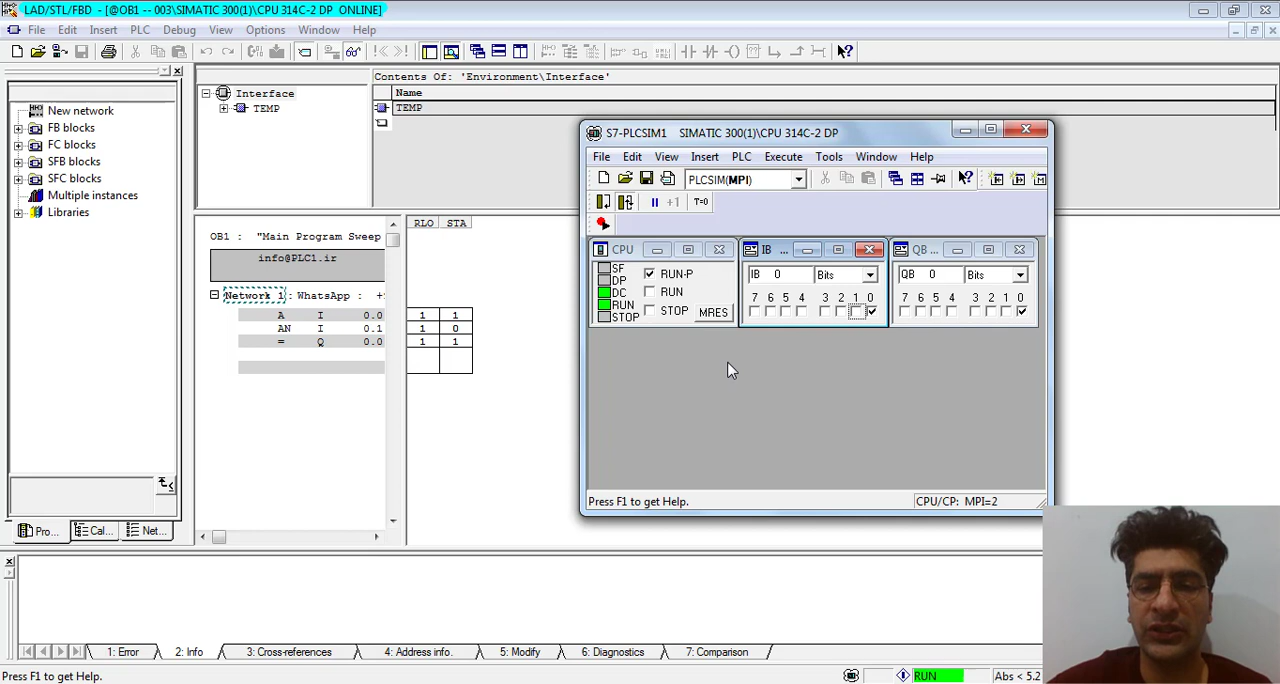 LAD/STL/FBD - [@OB1 -- 003\SIMATIC 300(1)\CPU 314C-2 DP ONLINE]
File Edit Insert PLC Debug View Options Window Help
Contents Of: 'Environment\Interface'
Interface
TEMP
Name
TEMP
New network
FB blocks
FC blocks
SFB blocks
SFC blocks
Multiple instances
Libraries
Pro... Cal... Net...
OB1 : "Main Program Sweep
info@PLC1.ir
Network 1: WhatsApp : +
A I 0.0
AN I 0.1
= Q 0.0
RLO STA
1 1
1 0
1 1
S7-PLCSIM1 SIMATIC 300(1)\CPU 314C-2 DP
File Edit View Insert PLC Execute Tools Window Help
PLCSIM(MPI)
+1 T=0
CPU
SF
DP
DC
RUN
STOP
RUN-P
RUN
STOP MRES
IB ...
IB 0 Bits
7 6 5 4 3 2 1 0
QB ...
QB 0 Bits
7 6 5 4 3 2 1 0
Press F1 to get Help. CPU/CP: MPI=2
1: Error 2: Info 3: Cross-references 4: Address info. 5: Modify 6: Diagnostics 7: Comparison
Press F1 to get Help. RUN Abs < 5.2